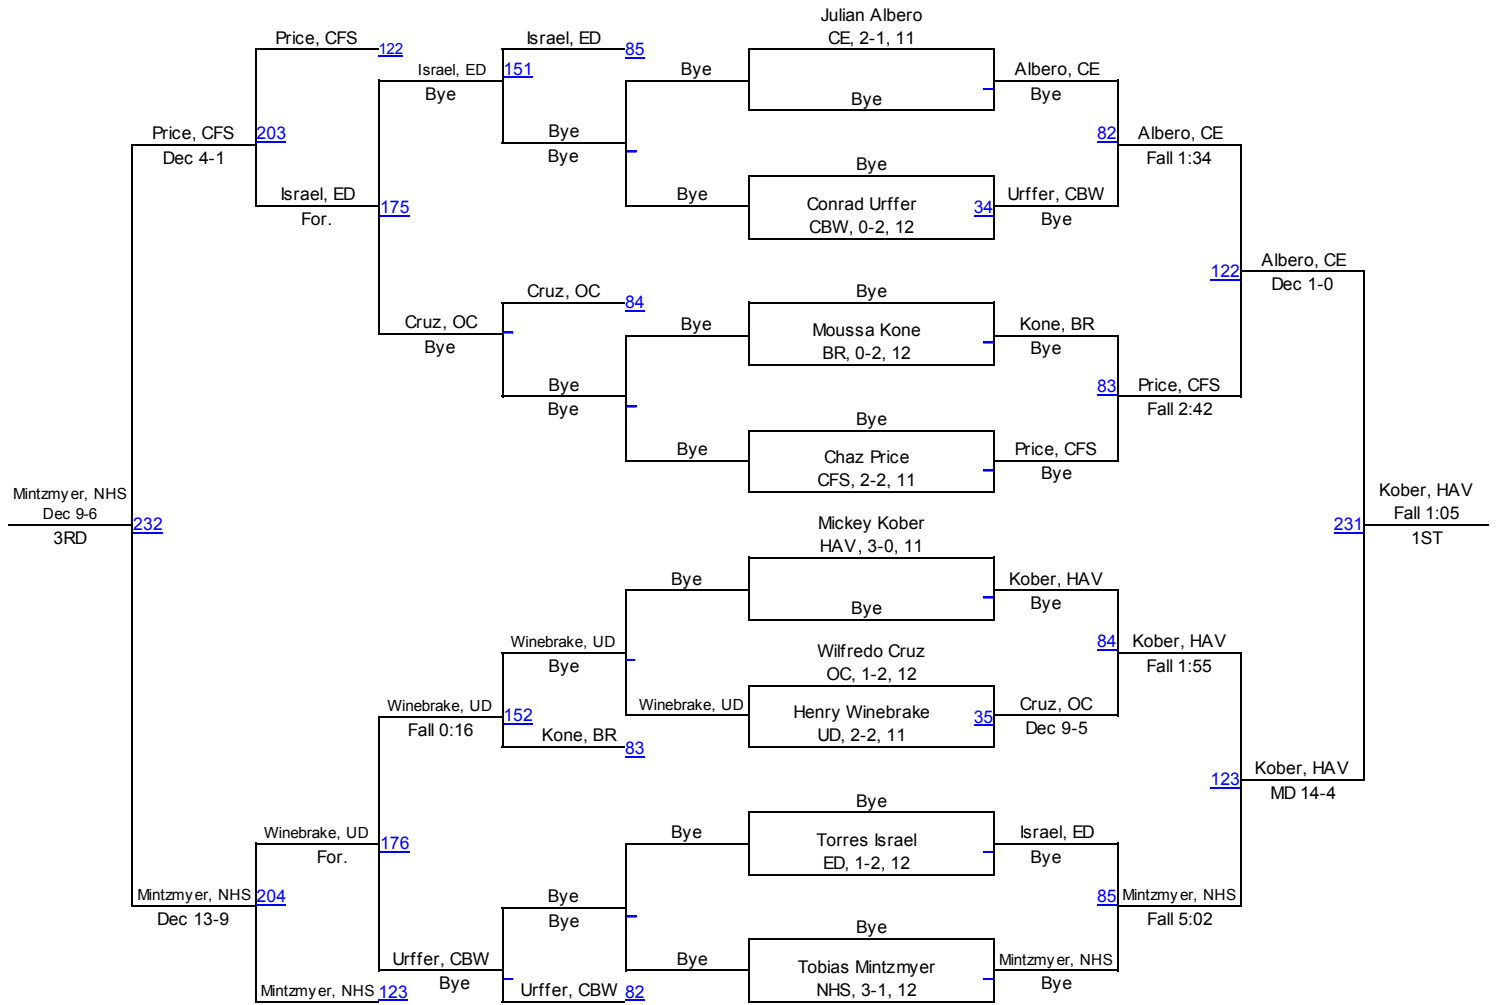 Julian Albero
CE, 2-1, 11
Price, CFS
122
Israel, ED
85
Israel, ED
151
Bye
Bye
Bye
Albero, CE
Bye
Price, CFS
203
Dec 4-1
Bye
Bye
82
Albero, CE
Fall 1:34
Bye
Israel, ED
175
For.
Bye
Conrad Urffer
CBW, 0-2, 12
34
Urffer, CBW
Bye
122
Albero, CE
Dec 1-0
Cruz, OC
84
Bye
Cruz, OC
Bye
Bye
Moussa Kone
BR, 0-2, 12
Kone, BR
Bye
Bye
Bye
83
Price, CFS
Fall 2:42
Bye
Bye
Chaz Price
CFS, 2-2, 11
Price, CFS
Bye
Mintzmyer, NHS
Dec 9-6
3RD
232
Kober, HAV
Fall 1:05
1ST
231
Mickey Kober
HAV, 3-0, 11
Bye
Bye
Kober, HAV
Bye
Winebrake, UD
Bye
Wilfredo Cruz
OC, 1-2, 12
84
Kober, HAV
Fall 1:55
Winebrake, UD
Fall 0:16
152
Winebrake, UD
Henry Winebrake
UD, 2-2, 11
35
Cruz, OC
Dec 9-5
Kone, BR
83
123
Kober, HAV
MD 14-4
Bye
Winebrake, UD
For.
176
Bye
Torres Israel
ED, 1-2, 12
Israel, ED
Bye
Mintzmyer, NHS
204
Dec 13-9
Bye
Bye
85
Mintzmyer, NHS
Fall 5:02
Bye
Urffer, CBW
Bye
Bye
Tobias Mintzmyer
NHS, 3-1, 12
Mintzmyer, NHS
Bye
Mintzmyer, NHS
123
Urffer, CBW
82